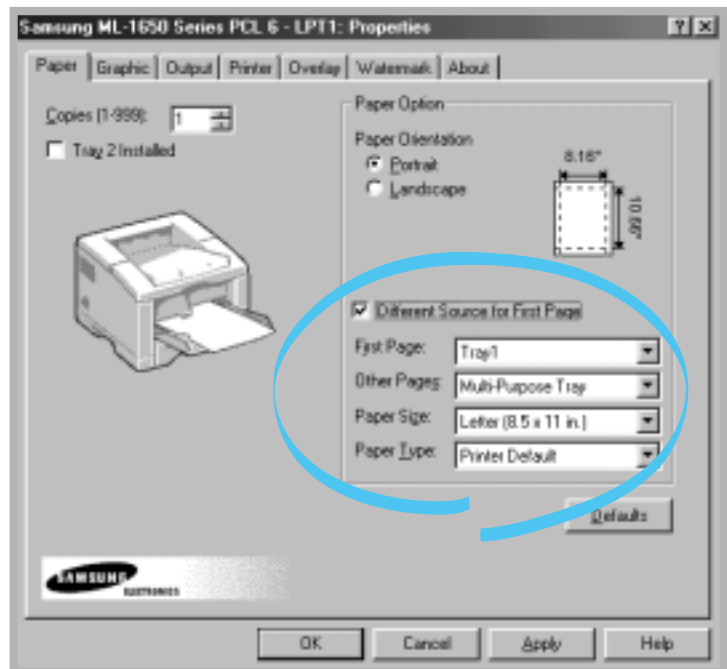 Samsung ML-1650 Series PCL 6 - LPT1: Properties
Paper Graphic Output Printer Overlay Watermark About
Copies (1-999): 1
Tray 2 Installed
Paper Option
Paper Orientation
Portrait
Landscape
8.16"
10.66"
Different Source for First Page
First Page: Tray1
Other Pages: Multi-Purpose Tray
Paper Size: Letter (8.5 x 11 in.)
Paper Type: Printer Default
Defaults
SAMSUNG
ELECTRONICS
OK Cancel Apply Help